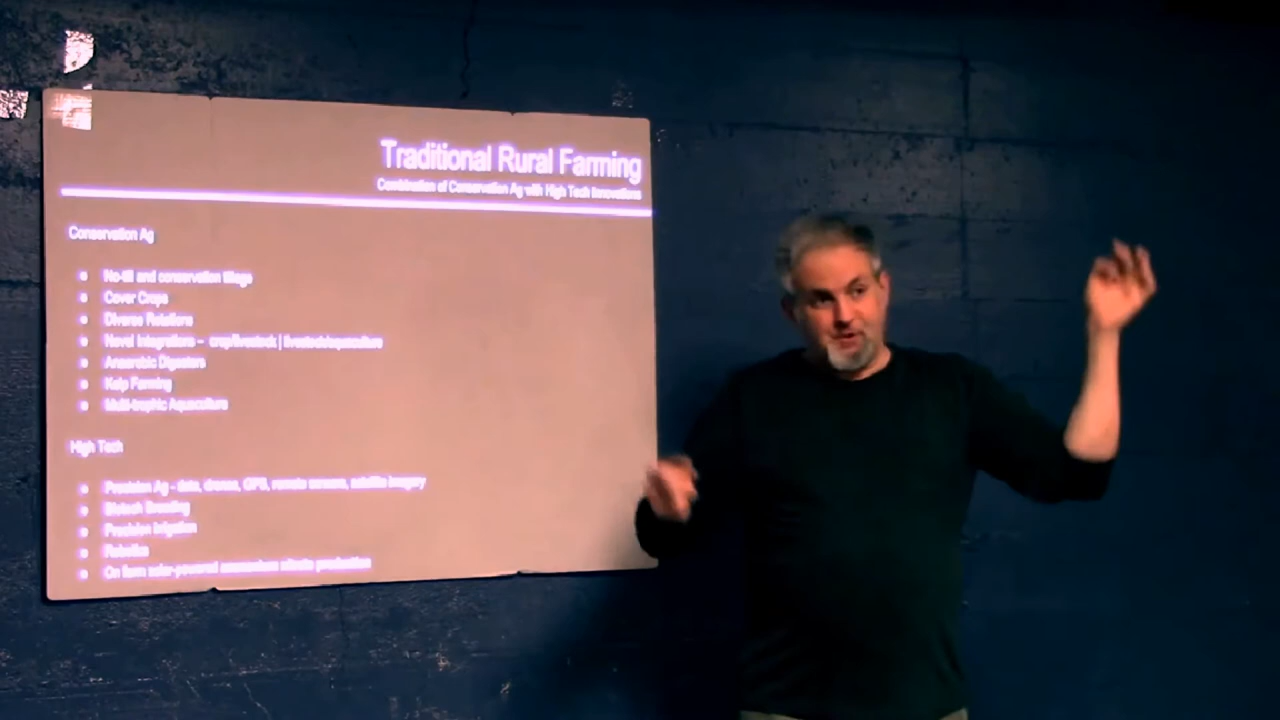 Traditional Rural Farming
Combination of Conservation Ag with High Tech Innovations
Conservation Ag
No-till and conservation tillage
Cover Crops
Diverse Rotations
Novel Integrations – crop/livestock | livestock/aquaculture
Anaerobic Digesters
Kelp Farming
Multi-trophic Aquaculture
High Tech
Precision Ag - data, drones, GPS, remote sensors, satellite imagery
Biotech Breeding
Precision Irrigation
Robotics
On farm solar-powered ammonium nitrate production